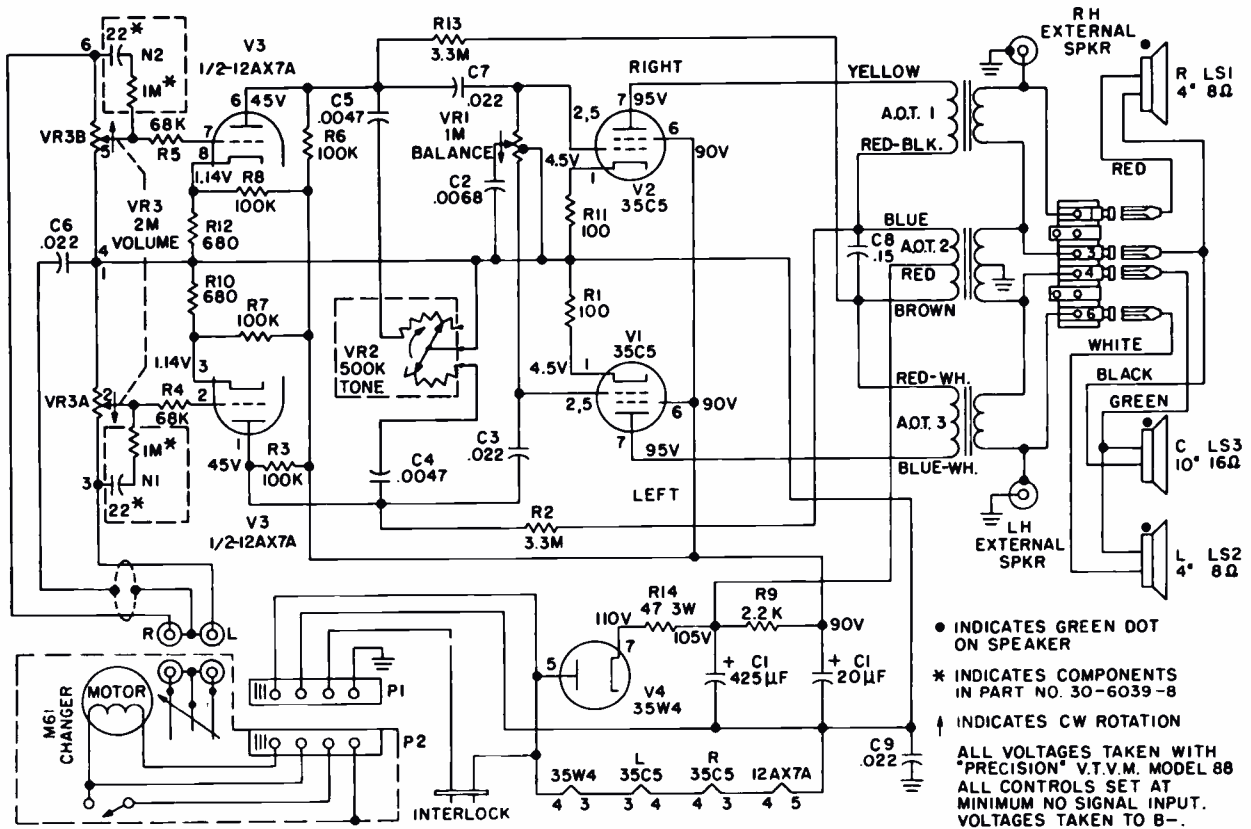 22*
6
N2
1M*
VR3B
5
68K
R5
V3
1/2-12AX7A
6
45V
7
8
1.14V
R8
100K
R12
680
R6
100K
C5
.0047
R13
3.3M
C7
.022
VR1
1M
BALANCE
C2
.0068
RIGHT
2,5
7
95V
6
90V
4.5V
1
V2
35C5
R11
100
YELLOW
A.O.T. 1
RED-BLK.
RH
EXTERNAL
SPKR
R LS1
4" 8Ω
RED
C6
.022
VR3
2M
VOLUME
4
1
R10
680
R7
100K
BLUE
C8
.15
A.O.T. 2
RED
BROWN
1
3
4
6
WHITE
BLACK
GREEN
VR2
500K
TONE
R1
100
V1
35C5
4.5V
1
2,5
6
90V
7
95V
RED-WH.
A.O.T. 3
BLUE-WH.
1.14V
3
2
VR3A
2
R4
68K
1M*
N1
3
22*
1
45V
R3
100K
V3
1/2-12AX7A
C4
.0047
C3
.022
LEFT
R2
3.3M
LH
EXTERNAL
SPKR
C LS3
10" 16Ω
L LS2
4" 8Ω
R
L
MOTOR
M61
CHANGER
P1
P2
INTERLOCK
110V
R14
47 3W
105V
R9
2.2K
90V
5
7
V4
35W4
+ C1
425µF
+ C1
20µF
C9
.022
35W4
L
35C5
R
35C5
12AX7A
4 3
3 4
4 3
4 5
● INDICATES GREEN DOT
ON SPEAKER
* INDICATES COMPONENTS
IN PART NO. 30-6039-8
↑ INDICATES CW ROTATION
ALL VOLTAGES TAKEN WITH
"PRECISION" V.T.V.M. MODEL 88
ALL CONTROLS SET AT
MINIMUM NO SIGNAL INPUT.
VOLTAGES TAKEN TO B-.